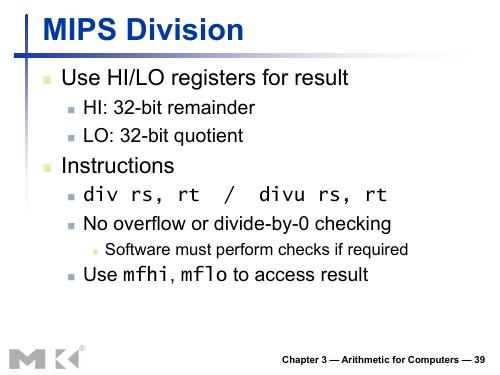 MIPS Division
Use HI/LO registers for result
HI: 32-bit remainder
LO: 32-bit quotient
Instructions
div rs, rt / divu rs, rt
No overflow or divide-by-0 checking
Software must perform checks if required
Use mfhi, mflo to access result
MK®
Chapter 3 — Arithmetic for Computers — 39